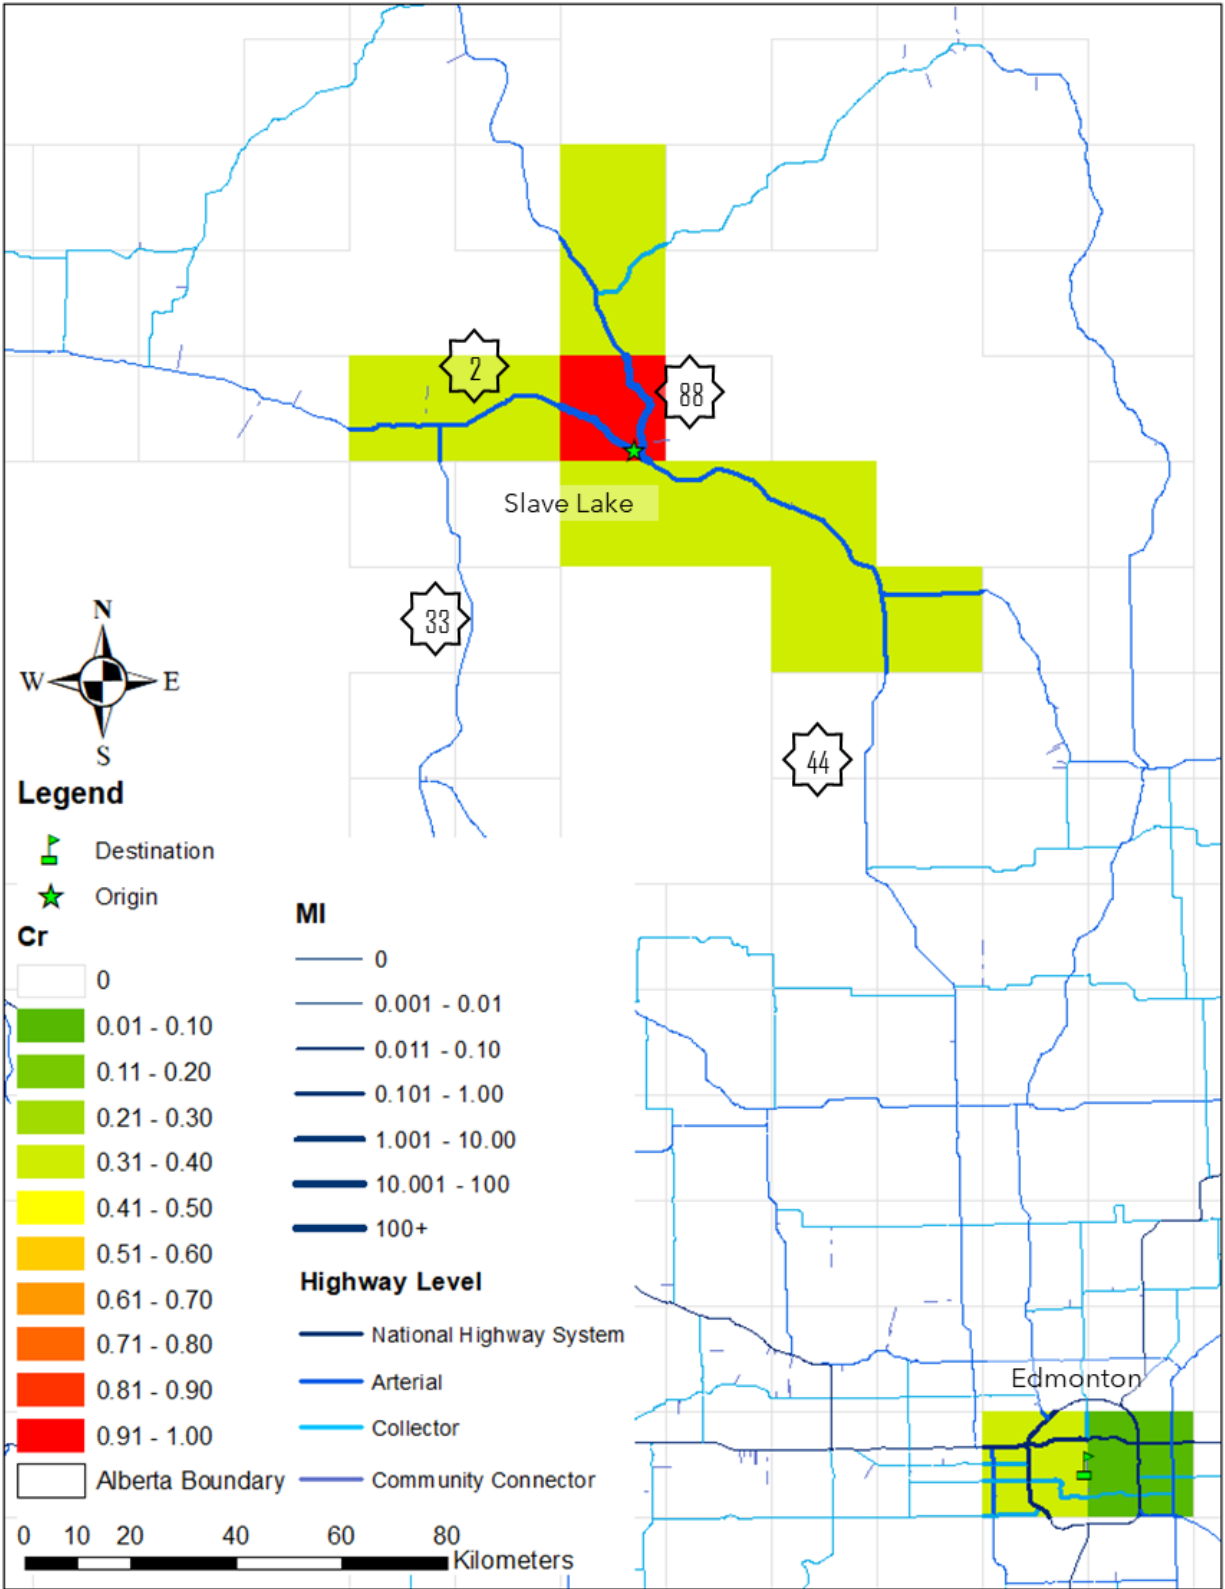 2
88
Slave Lake
33
N
W E
S
44
Legend
Destination
Origin
Cr
0
0.01 - 0.10
0.11 - 0.20
0.21 - 0.30
0.31 - 0.40
0.41 - 0.50
0.51 - 0.60
0.61 - 0.70
0.71 - 0.80
0.81 - 0.90
0.91 - 1.00
Alberta Boundary
MI
0
0.001 - 0.01
0.011 - 0.10
0.101 - 1.00
1.001 - 10.00
10.001 - 100
100+
Highway Level
National Highway System
Arterial
Collector
Community Connector
Edmonton
0 10 20 40 60 80
Kilometers